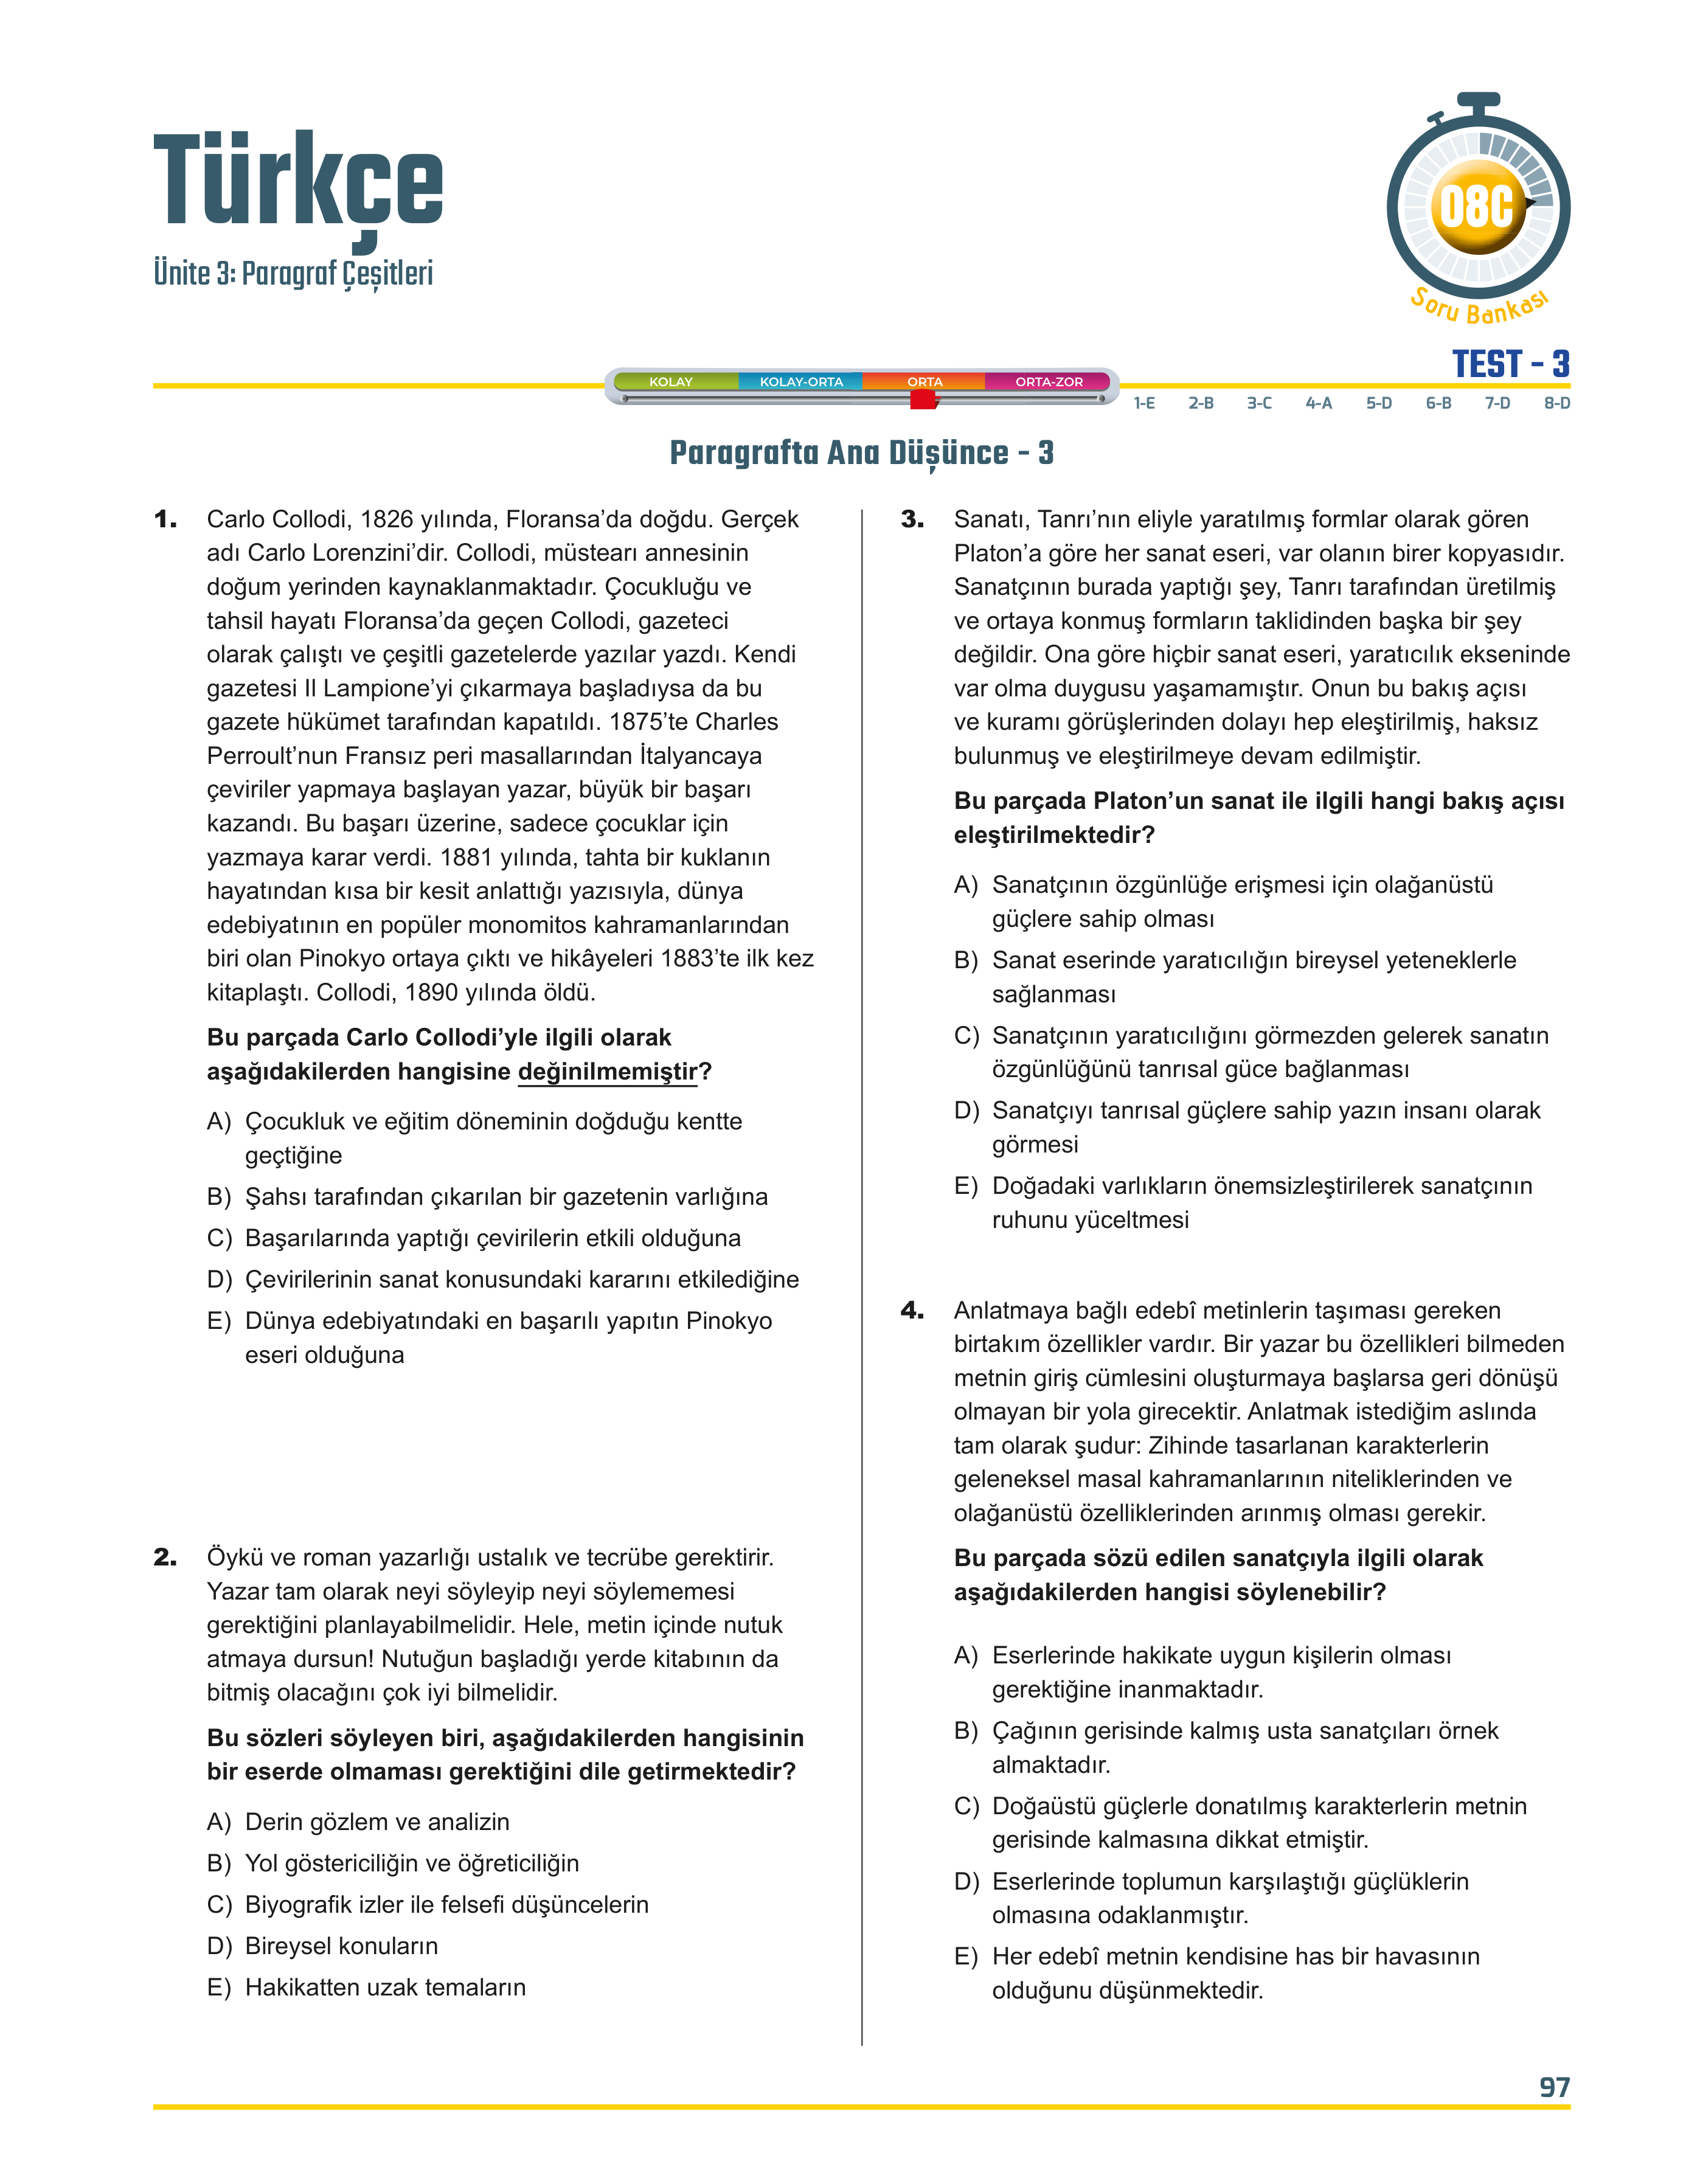 Türkçe
Ünite 3: Paragraf Çeşitleri
08C
Soru Bankası
TEST - 3
KOLAY KOLAY-ORTA ORTA ORTA-ZOR
1-E 2-B 3-C 4-A 5-D 6-B 7-D 8-D
Paragrafta Ana Düşünce - 3
1. Carlo Collodi, 1826 yılında, Floransa’da doğdu. Gerçek
adı Carlo Lorenzini’dir. Collodi, müstearı annesinin
doğum yerinden kaynaklanmaktadır. Çocukluğu ve
tahsil hayatı Floransa’da geçen Collodi, gazeteci
olarak çalıştı ve çeşitli gazetelerde yazılar yazdı. Kendi
gazetesi Il Lampione’yi çıkarmaya başladıysa da bu
gazete hükümet tarafından kapatıldı. 1875’te Charles
Perroult’nun Fransız peri masallarından İtalyancaya
çeviriler yapmaya başlayan yazar, büyük bir başarı
kazandı. Bu başarı üzerine, sadece çocuklar için
yazmaya karar verdi. 1881 yılında, tahta bir kuklanın
hayatından kısa bir kesit anlattığı yazısıyla, dünya
edebiyatının en popüler monomitos kahramanlarından
biri olan Pinokyo ortaya çıktı ve hikâyeleri 1883’te ilk kez
kitaplaştı. Collodi, 1890 yılında öldü.
Bu parçada Carlo Collodi’yle ilgili olarak
aşağıdakilerden hangisine değinilmemiştir?
A) Çocukluk ve eğitim döneminin doğduğu kentte
geçtiğine
B) Şahsı tarafından çıkarılan bir gazetenin varlığına
C) Başarılarında yaptığı çevirilerin etkili olduğuna
D) Çevirilerinin sanat konusundaki kararını etkilediğine
E) Dünya edebiyatındaki en başarılı yapıtın Pinokyo
eseri olduğuna
2. Öykü ve roman yazarlığı ustalık ve tecrübe gerektirir.
Yazar tam olarak neyi söyleyip neyi söylememesi
gerektiğini planlayabilmelidir. Hele, metin içinde nutuk
atmaya dursun! Nutuğun başladığı yerde kitabının da
bitmiş olacağını çok iyi bilmelidir.
Bu sözleri söyleyen biri, aşağıdakilerden hangisinin
bir eserde olmaması gerektiğini dile getirmektedir?
A) Derin gözlem ve analizin
B) Yol göstericiliğin ve öğreticiliğin
C) Biyografik izler ile felsefi düşüncelerin
D) Bireysel konuların
E) Hakikatten uzak temaların
3. Sanatı, Tanrı’nın eliyle yaratılmış formlar olarak gören
Platon’a göre her sanat eseri, var olanın birer kopyasıdır.
Sanatçının burada yaptığı şey, Tanrı tarafından üretilmiş
ve ortaya konmuş formların taklidinden başka bir şey
değildir. Ona göre hiçbir sanat eseri, yaratıcılık ekseninde
var olma duygusu yaşamamıştır. Onun bu bakış açısı
ve kuramı görüşlerinden dolayı hep eleştirilmiş, haksız
bulunmuş ve eleştirilmeye devam edilmiştir.
Bu parçada Platon’un sanat ile ilgili hangi bakış açısı
eleştirilmektedir?
A) Sanatçının özgünlüğe erişmesi için olağanüstü
güçlere sahip olması
B) Sanat eserinde yaratıcılığın bireysel yeteneklerle
sağlanması
C) Sanatçının yaratıcılığını görmezden gelerek sanatın
özgünlüğünü tanrısal güce bağlanması
D) Sanatçıyı tanrısal güçlere sahip yazın insanı olarak
görmesi
E) Doğadaki varlıkların önemsizleştirilerek sanatçının
ruhunu yüceltmesi
4. Anlatmaya bağlı edebî metinlerin taşıması gereken
birtakım özellikler vardır. Bir yazar bu özellikleri bilmeden
metnin giriş cümlesini oluşturmaya başlarsa geri dönüşü
olmayan bir yola girecektir. Anlatmak istediğim aslında
tam olarak şudur: Zihinde tasarlanan karakterlerin
geleneksel masal kahramanlarının niteliklerinden ve
olağanüstü özelliklerinden arınmış olması gerekir.
Bu parçada sözü edilen sanatçıyla ilgili olarak
aşağıdakilerden hangisi söylenebilir?
A) Eserlerinde hakikate uygun kişilerin olması
gerektiğine inanmaktadır.
B) Çağının gerisinde kalmış usta sanatçıları örnek
almaktadır.
C) Doğaüstü güçlerle donatılmış karakterlerin metnin
gerisinde kalmasına dikkat etmiştir.
D) Eserlerinde toplumun karşılaştığı güçlüklerin
olmasına odaklanmıştır.
E) Her edebî metnin kendisine has bir havasının
olduğunu düşünmektedir.
97